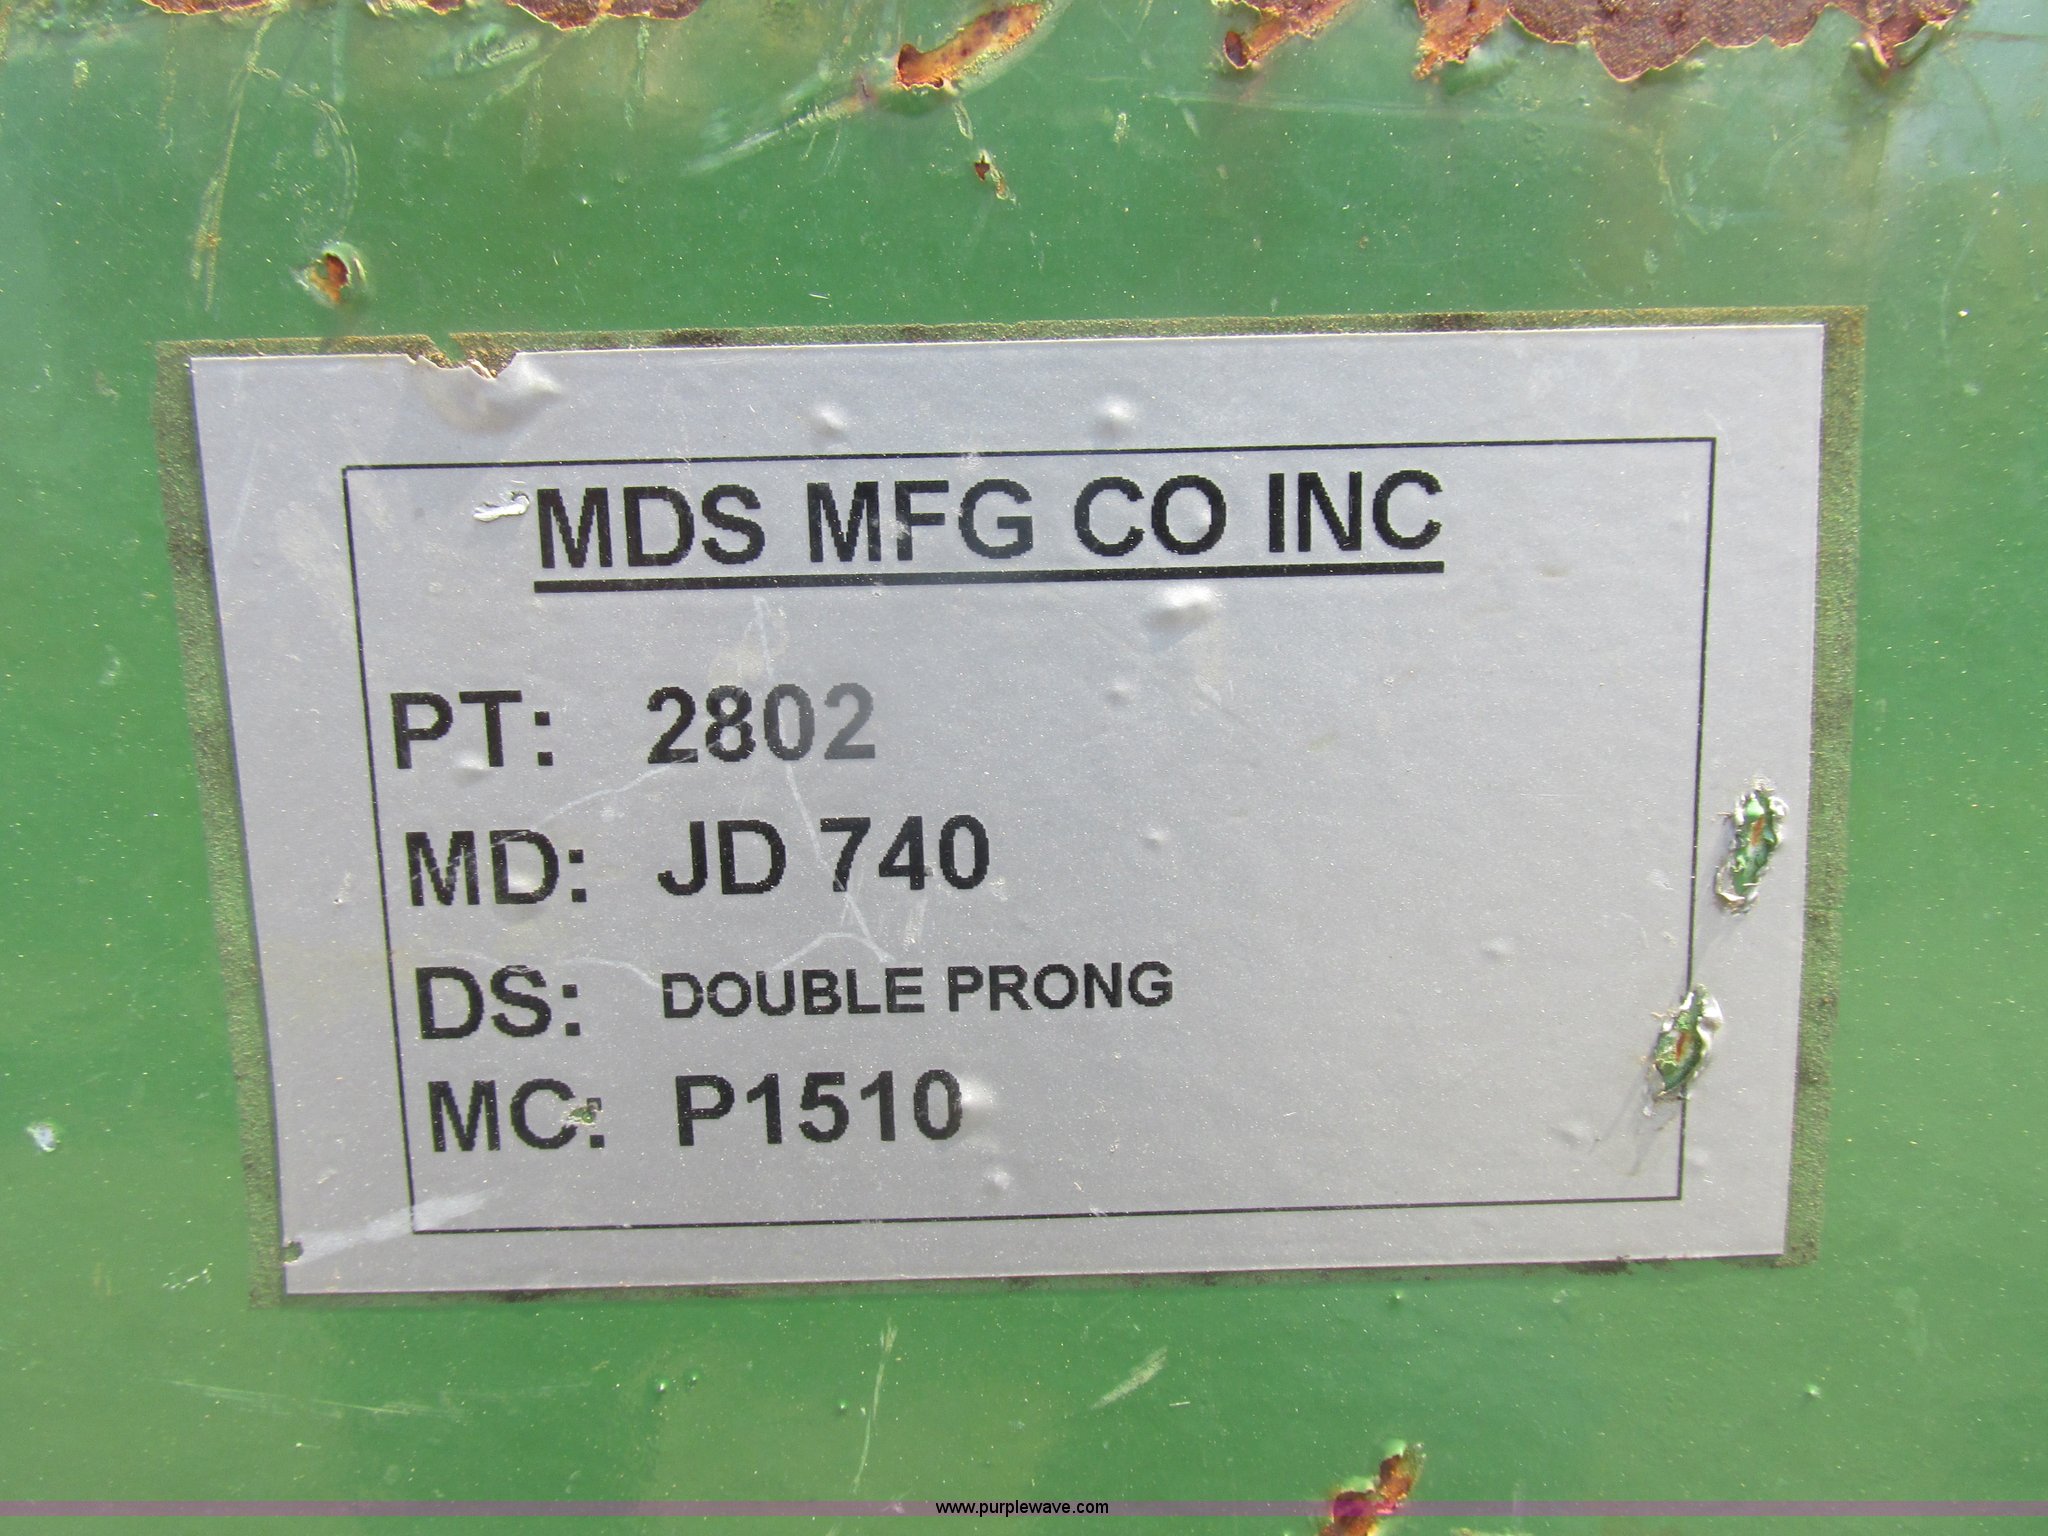 MDS MFG CO INC
PT: 2802
MD: JD 740
DS: DOUBLE PRONG
MC: P1510
www.purplewave.com